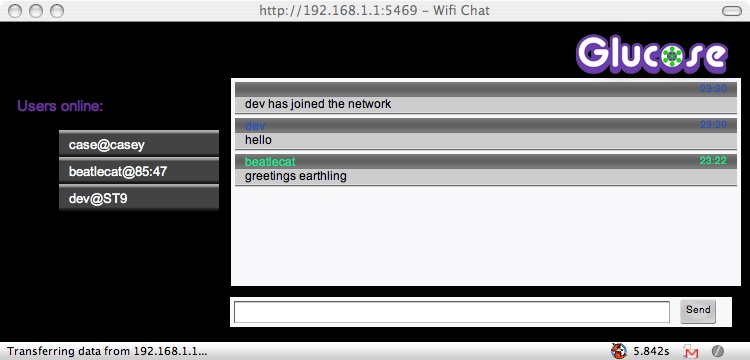 http://192.168.1.1:5469 – Wifi Chat
Glucose
Users online:
case@casey
beatlecat@85:47
dev@ST9
23:20
dev has joined the network
dev 23:20
hello
beatlecat 23:22
greetings earthling
Send
Transferring data from 192.168.1.1... 5.842s